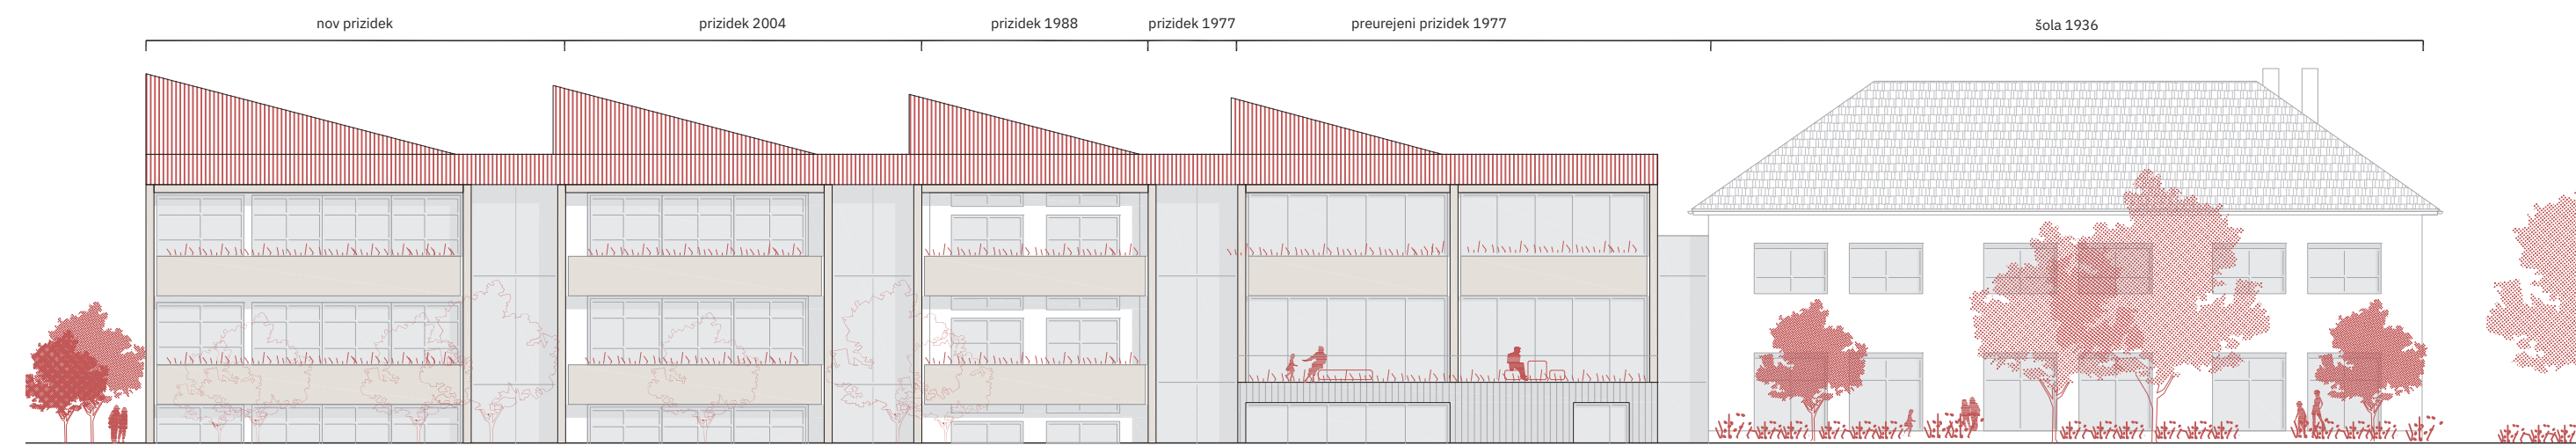 nov prizidek
prizidek 2004
prizidek 1988
prizidek 1977
preurejeni prizidek 1977
šola 1936